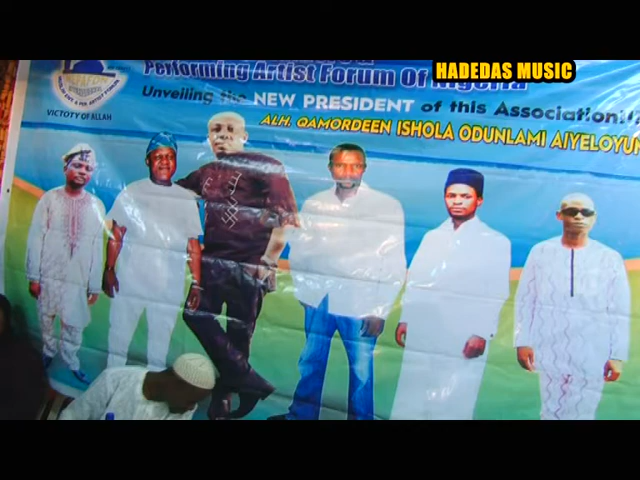 HADEDAS MUSIC
Performing Artist Forum Of Nigeria
Unveiling the NEW PRESIDENT of this Association
ALH. QAMORDEEN ISHOLA ODUNLAMI AIYELOYUN
VICTOTY OF ALLAH